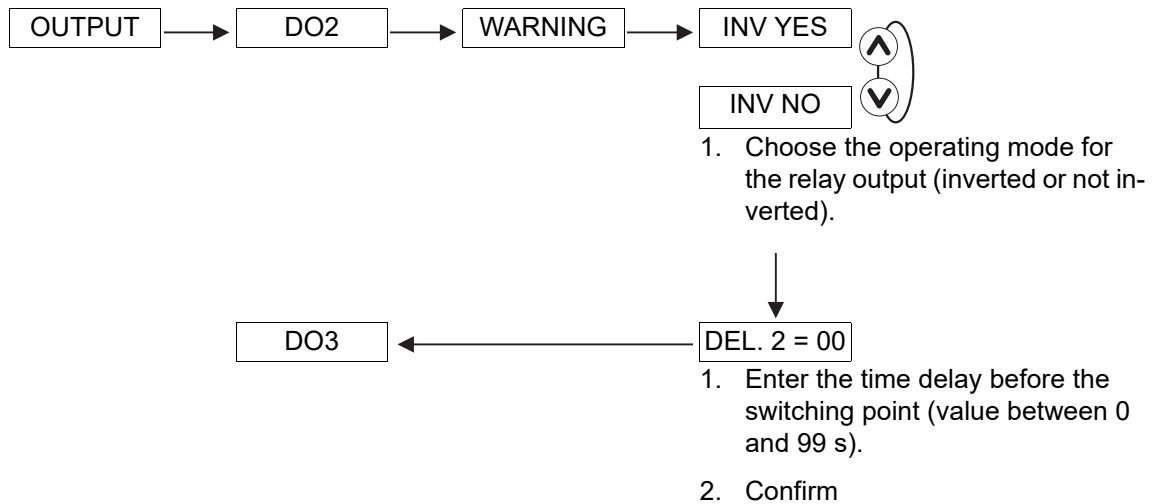 OUTPUT
DO2
WARNING
INV YES
INV NO
1. Choose the operating mode for
the relay output (inverted or not in-
verted).
DO3
DEL. 2 = 00
1. Enter the time delay before the
switching point (value between 0
and 99 s).
2. Confirm